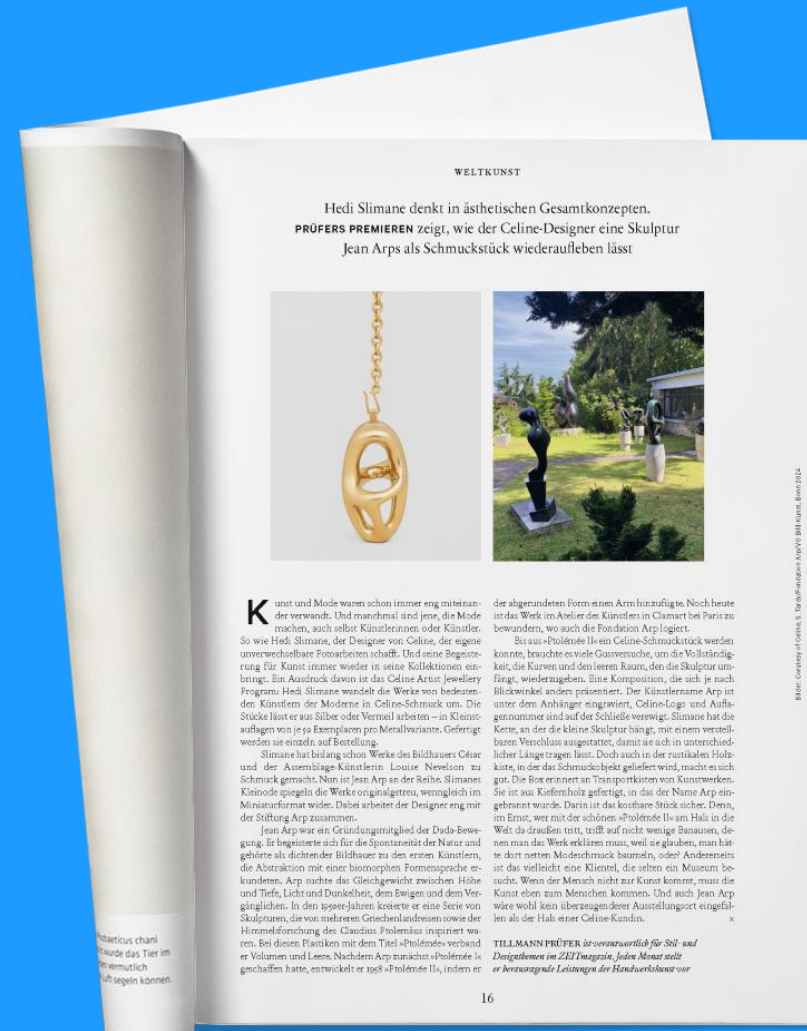 WELTKUNST
Hedi Slimane denkt in ästhetischen Gesamtkonzepten.
PRÜFERS PREMIEREN zeigt, wie der Celine-Designer eine Skulptur
Jean Arps als Schmuckstück wiederaufleben lässt
Kunst und Mode waren schon immer eng miteinan-
der verwandt. Und manchmal sind jene, die Mode
machen, auch selbst Künstlerinnen oder Künstler.
So wie Hedi Slimane, der Designer von Celine, der eigene
unverwechselbare Fotoarbeiten schafft. Und seine Begeiste-
rung für Kunst immer wieder in seine Kollektionen ein-
bringt. Ein Ausdruck davon ist das Celine Artist Jewellery
Program: Hedi Slimane wandelt die Werke von bedeuten-
den Künstlern der Moderne in Celine-Schmuck um. Die
Stücke lässt er aus Silber oder Vermeil arbeiten – in Kleinst-
auflagen von je 50 Exemplaren pro Metallvariante. Gefertigt
werden sie einzeln auf Bestellung.
Slimane hat bislang schon Werke des Bildhauers César
und der Assemblage-Künstlerin Louise Nevelson zu
Schmuck gemacht. Nun ist Jean Arp an der Reihe. Slimanes
Kleinode spiegeln die Werke originalgetreu, wenngleich im
Miniaturformat wider. Dabei arbeitet der Designer eng mit
der Stiftung Arp zusammen.
Jean Arp war ein Gründungsmitglied der Dada-Bewe-
gung. Er begeisterte sich für die Spontaneität der Natur und
gehörte als dichtender Bildhauer zu den ersten Künstlern,
die Abstraktion mit einer biomorphen Formensprache er-
kundeten. Arp suchte das Gleichgewicht zwischen Höhe
und Tiefe, Licht und Dunkelheit, dem Ewigen und dem Ver-
gänglichen. In den 1950er-Jahren kreierte er eine Serie von
Skulpturen, die von mehreren Griechenlandreisen sowie der
Himmelsforschung des Claudius Ptolemäus inspiriert wa-
ren. Bei diesen Plastiken mit dem Titel »Ptolémée« verband
er Volumen und Leere. Nachdem Arp zunächst »Ptolémée I«
geschaffen hatte, entwickelt er 1958 »Ptolémée II«, indem er
der abgerundeten Form einen Arm hinzufügte. Noch heute
ist das Werk im Atelier des Künstlers in Clamart bei Paris zu
bewundern, wo auch die Fondation Arp logiert.
Bis aus »Ptolémée II« ein Celine-Schmuckstück werden
konnte, brauchte es viele Gussversuche, um die Vollständig-
keit, die Kurven und den leeren Raum, den die Skulptur um-
fängt, wiederzugeben. Eine Komposition, die sich je nach
Blickwinkel anders präsentiert. Der Künstlername Arp ist
unter dem Anhänger eingraviert, Celine-Logo und Aufla-
gennummer sind auf der Schließe verewigt. Slimane hat die
Kette, an der die kleine Skulptur hängt, mit einem verstell-
baren Verschluss ausgestattet, damit sie sich in unterschied-
licher Länge tragen lässt. Doch auch in der rustikalen Holz-
kiste, in der das Schmuckobjekt geliefert wird, macht es sich
gut. Die Box erinnert an Transportkisten von Kunstwerken.
Sie ist aus Kiefernholz gefertigt, in das der Name Arp ein-
gebrannt wurde. Darin ist das kostbare Stück sicher. Denn,
im Ernst, wer mit der schönen »Ptolémée II« am Hals in die
Welt da draußen tritt, trifft auf nicht wenige Banausen, de-
nen man das Werk erklären muss, weil sie glauben, man hät-
te dort netten Modeschmuck baumeln, oder? Andererseits
ist das vielleicht eine Klientel, die selten ein Museum be-
sucht. Wenn der Mensch nicht zur Kunst kommt, muss die
Kunst eben zum Menschen kommen. Und auch Jean Arp
wäre wohl kein überzeugenderer Ausstellungsort eingefal-
len als der Hals einer Celine-Kundin. ×
TILLMANN PRÜFER ist verantwortlich für Stil- und
Designthemen im ZEITmagazin. Jeden Monat stellt
er herausragende Leistungen der Handwerkskunst vor
16
Bilder: Courtesy of Celine; S. Tards/Fondation Arp/VG Bild-Kunst, Bonn 2024
chani
wurde das Tier im
vermutlich
Luft segeln können.